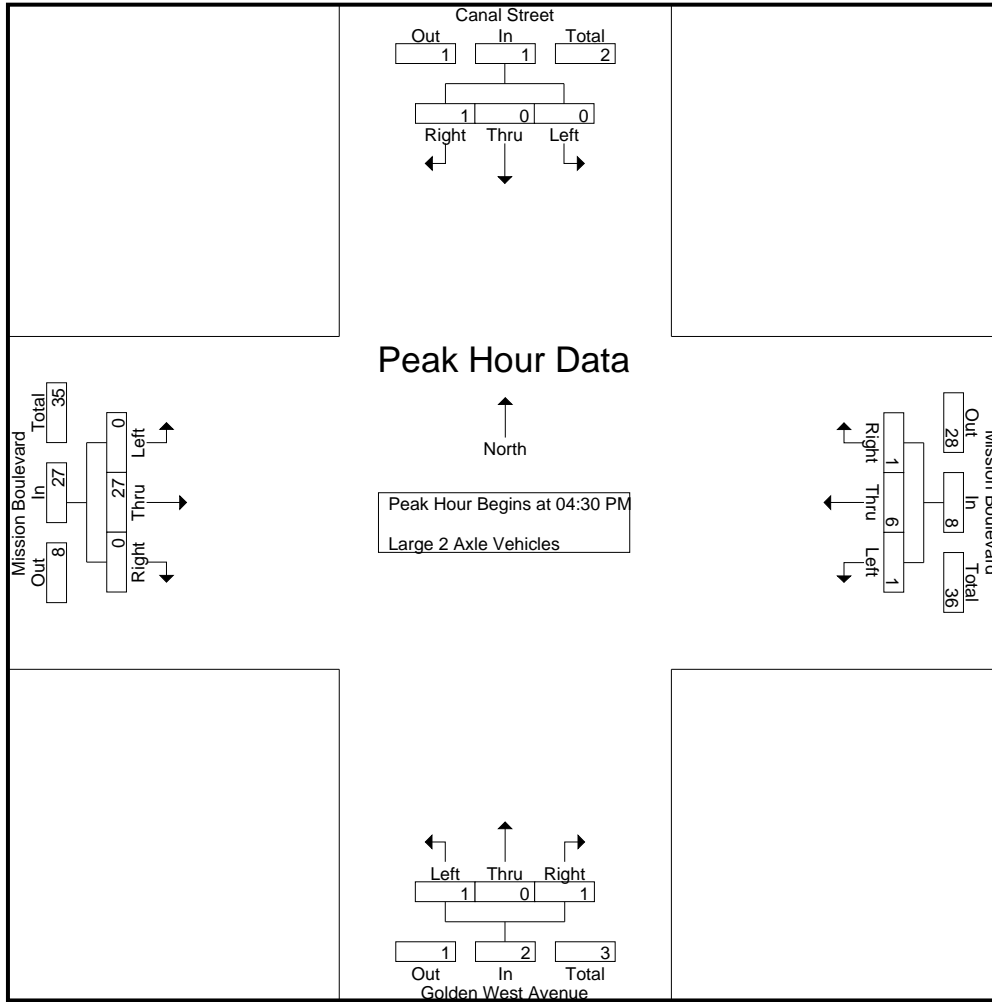 Canal Street
Out In Total
1 1 2
1 0 0
Right Thru Left
Peak Hour Data
North
Peak Hour Begins at 04:30 PM
Large 2 Axle Vehicles
Mission Boulevard
Total In Out
35 27 8
0 27 0
Left Thru Right
Mission Boulevard
Out In Total
28 8 36
1 6 1
Right Thru Left
Left Thru Right
1 0 1
1 2 3
Out In Total
Golden West Avenue